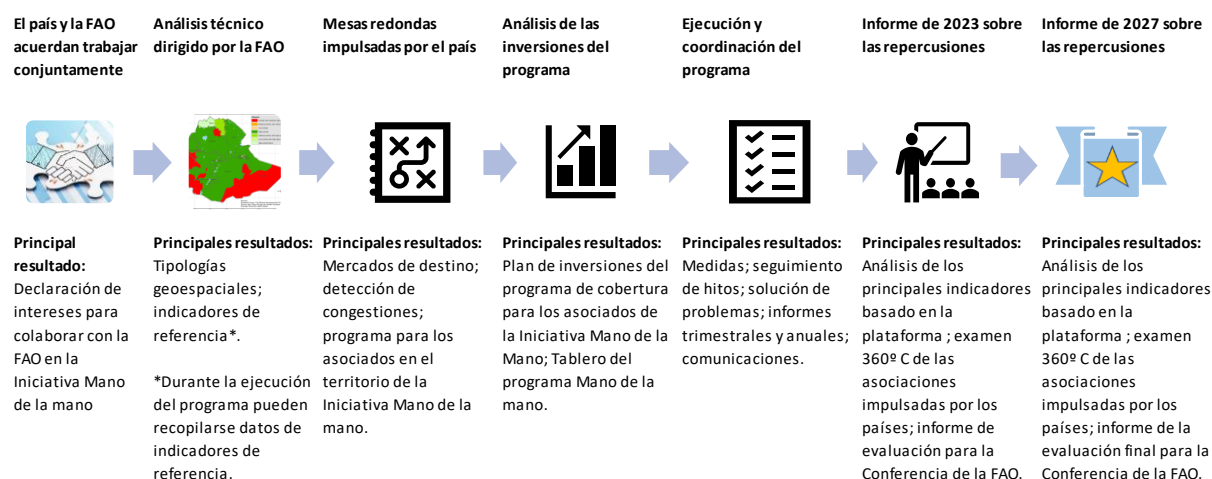 El país y la FAO
acuerdan trabajar
conjuntamente
Análisis técnico
dirigido por la FAO
Mesas redondas
impulsadas por el país
Análisis de las
inversiones del
programa
Ejecución y
coordinación del
programa
Informe de 2023 sobre
las repercusiones
Informe de 2027 sobre
las repercusiones
Principal
resultado:
Declaración de
intereses para
colaborar con la
FAO en la
Iniciativa Mano
de la mano
Principales resultados:
Tipologías
geoespaciales;
indicadores de
referencia*.
*Durante la ejecución
del programa pueden
recopilarse datos de
indicadores de
referencia.
Principales resultados:
Mercados de destino;
detección de
congestiones;
programa para los
asociados en el
territorio de la
Iniciativa Mano de la
mano.
Principales resultados:
Plan de inversiones del
programa de cobertura
para los asociados de
la Iniciativa Mano de la
Mano; Tablero del
programa Mano de la
mano.
Principales resultados:
Medidas; seguimiento
de hitos; solución de
problemas; informes
trimestrales y anuales;
comunicaciones.
Principales resultados:
Análisis de los
principales indicadores
basado en la
plataforma ; examen
360º C de las
asociaciones
impulsadas por los
países; informe de
evaluación para la
Conferencia de la FAO.
Principales resultados:
Análisis de los
principales indicadores
basado en la
plataforma ; examen
360º C de las
asociaciones
impulsadas por los
países; informe de la
evaluación final para la
Conferencia de la FAO.